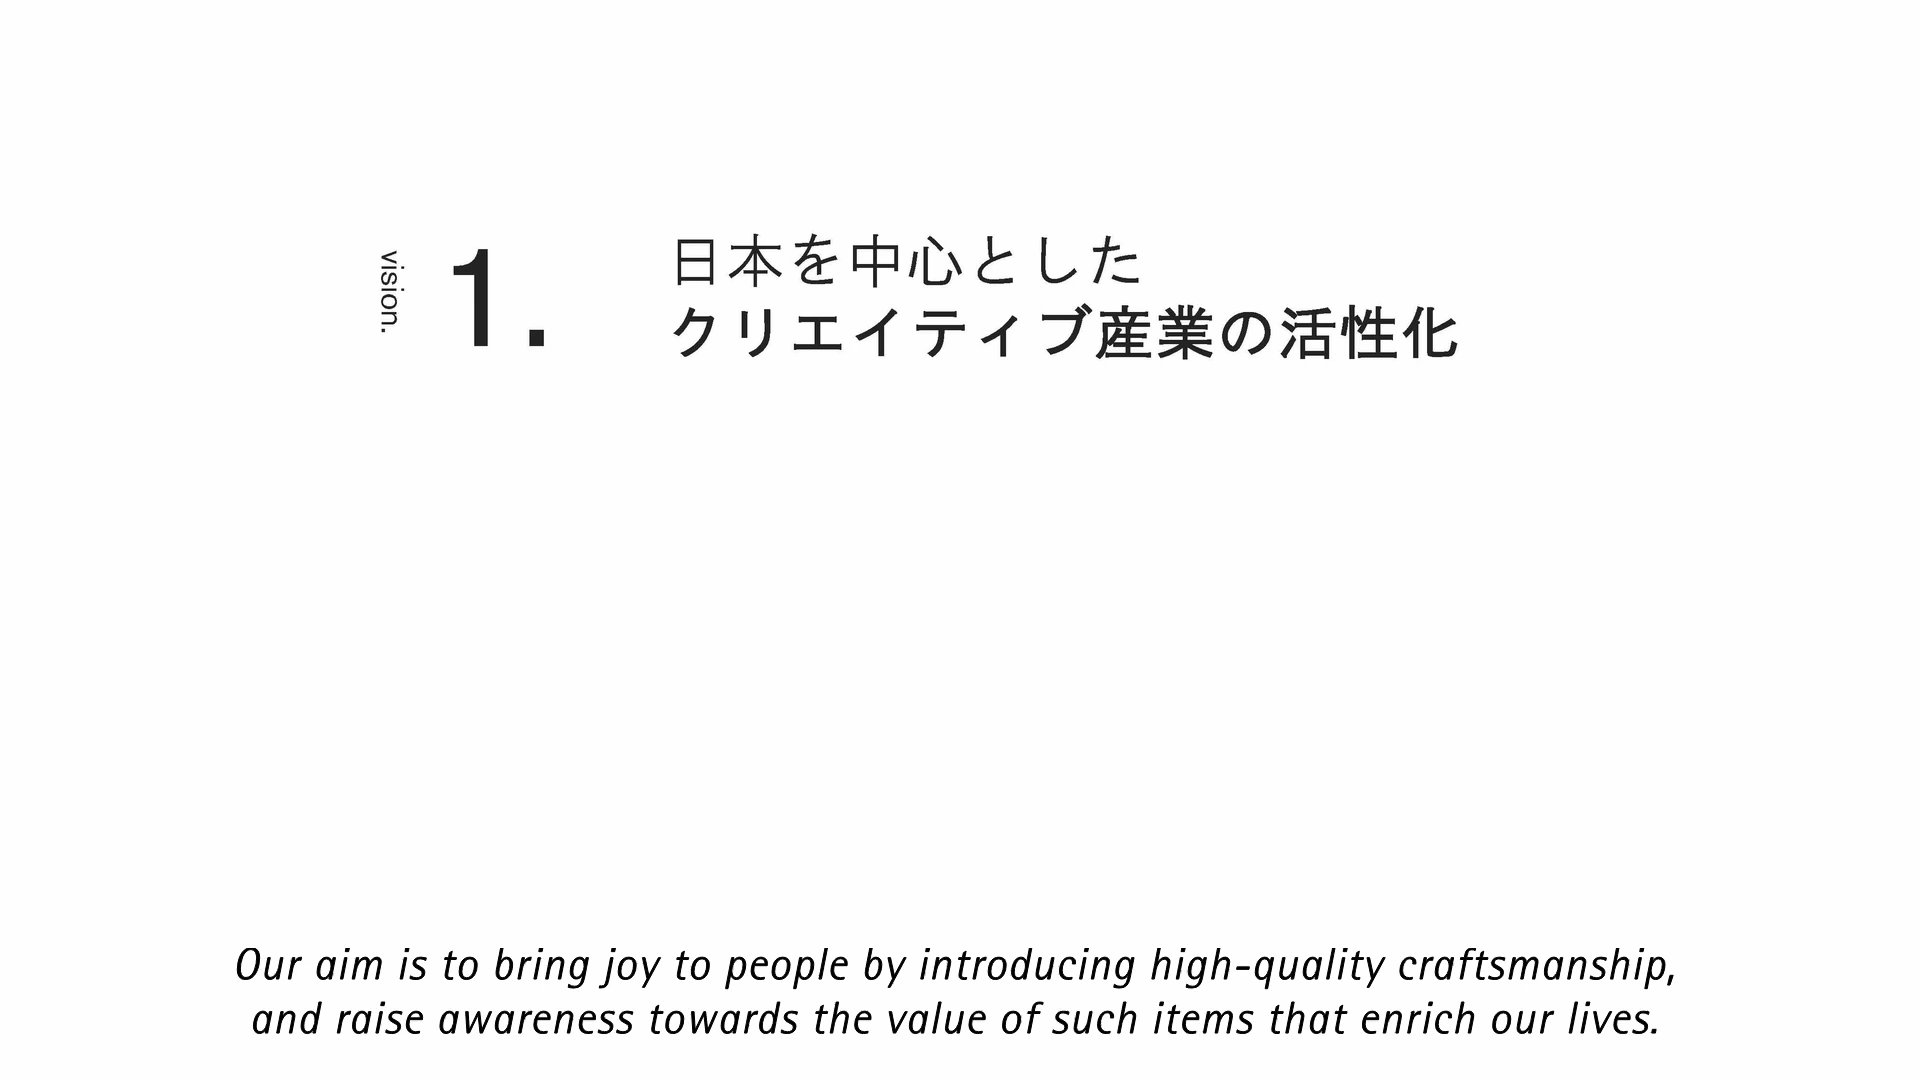 vision.
1.
日本を中心とした
クリエイティブ産業の活性化
Our aim is to bring joy to people by introducing high-quality craftsmanship,
and raise awareness towards the value of such items that enrich our lives.